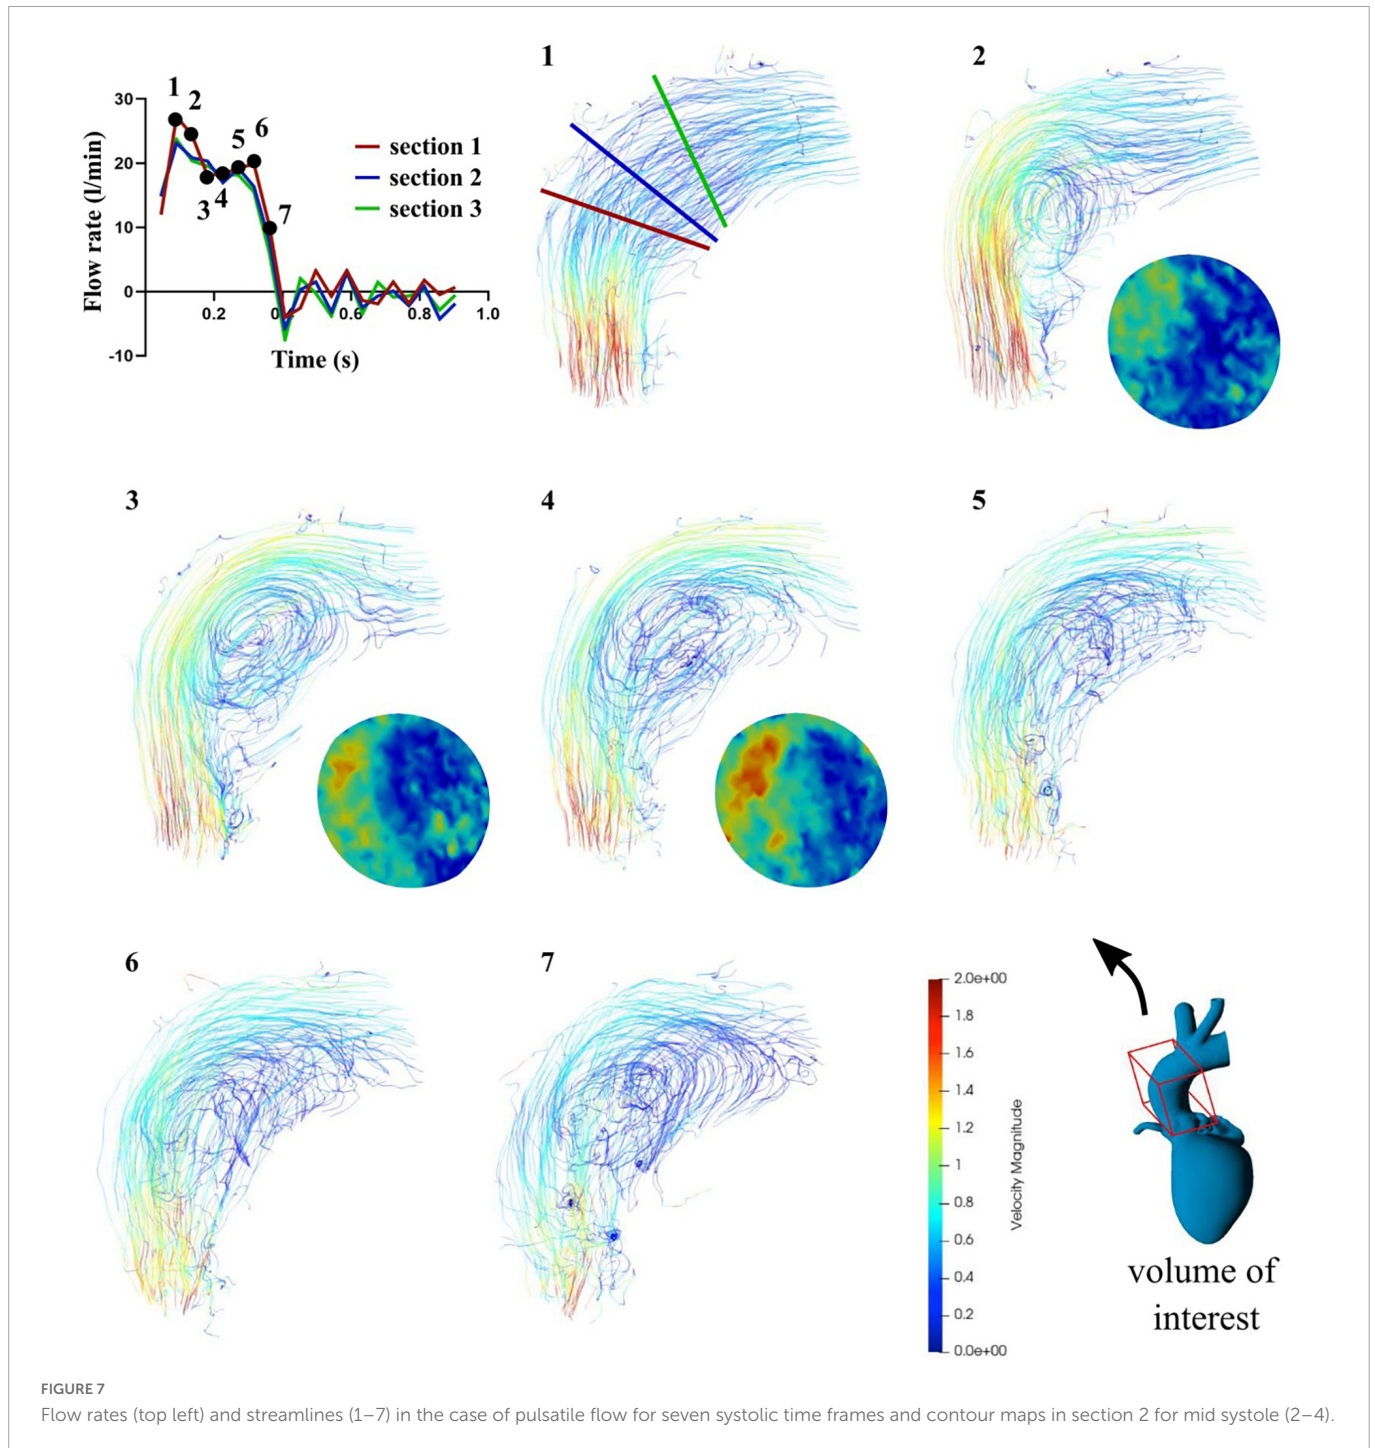 1
2
1
2
3
4
5
6
7
30
20
10
0
-10
0.2
0.6
0.8
1.0
Flow rate (l/min)
Time (s)
section 1
section 2
section 3
3
4
5
6
7
2.0e+00
1.8
1.6
1.4
1.2
1
0.8
0.6
0.4
0.2
0.0e+00
Velocity Magnitude
volume of
interest
FIGURE 7
Flow rates (top left) and streamlines (1–7) in the case of pulsatile flow for seven systolic time frames and contour maps in section 2 for mid systole (2–4).